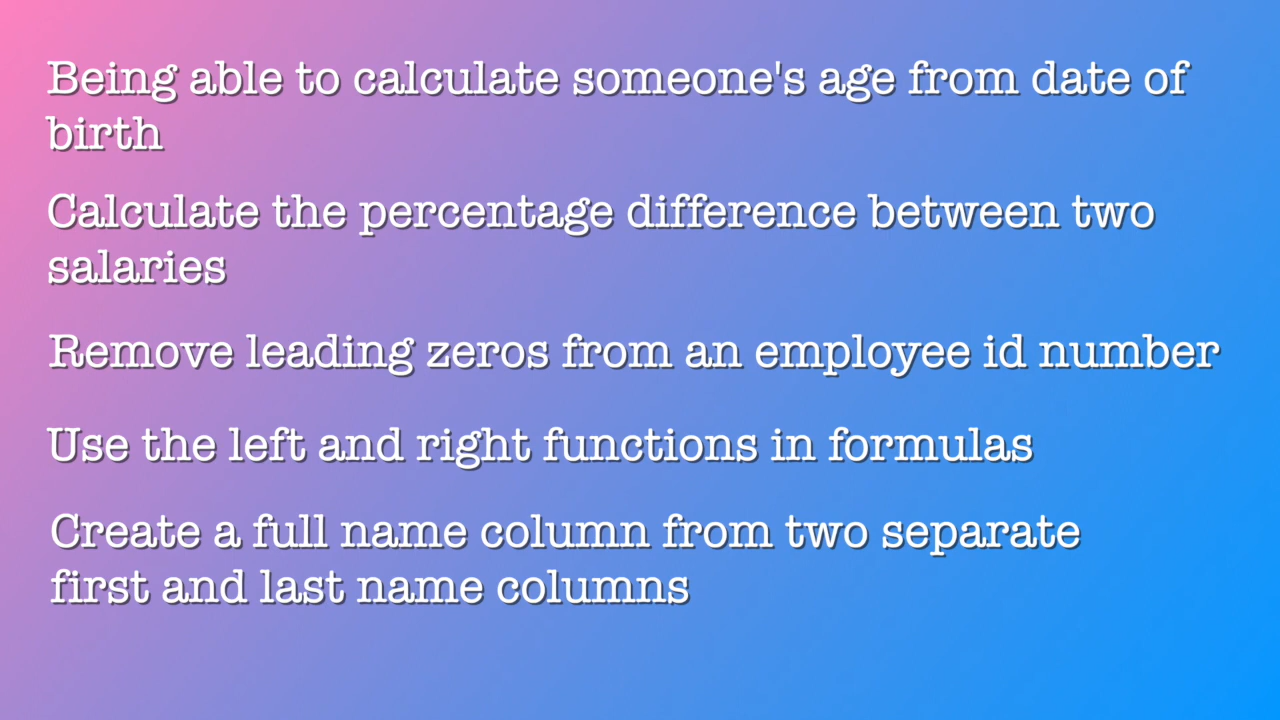 Being able to calculate someone's age from date of
birth
Calculate the percentage difference between two
salaries
Remove leading zeros from an employee id number
Use the left and right functions in formulas
Create a full name column from two separate
first and last name columns